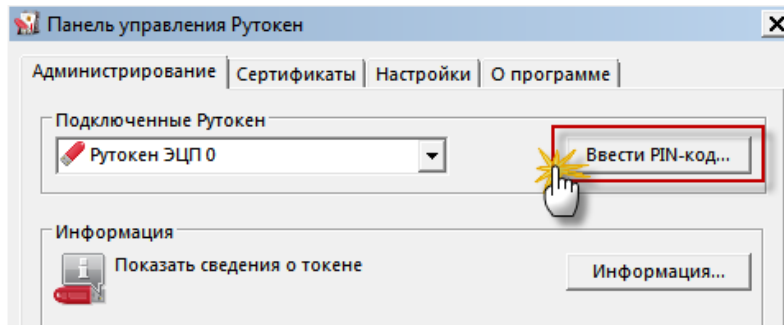 Панель управления Рутокен
Администрирование Сертификаты Настройки О программе
Подключенные Рутокен
Рутокен ЭЦП 0 Ввести PIN-код...
Информация
Показать сведения о токене Информация...